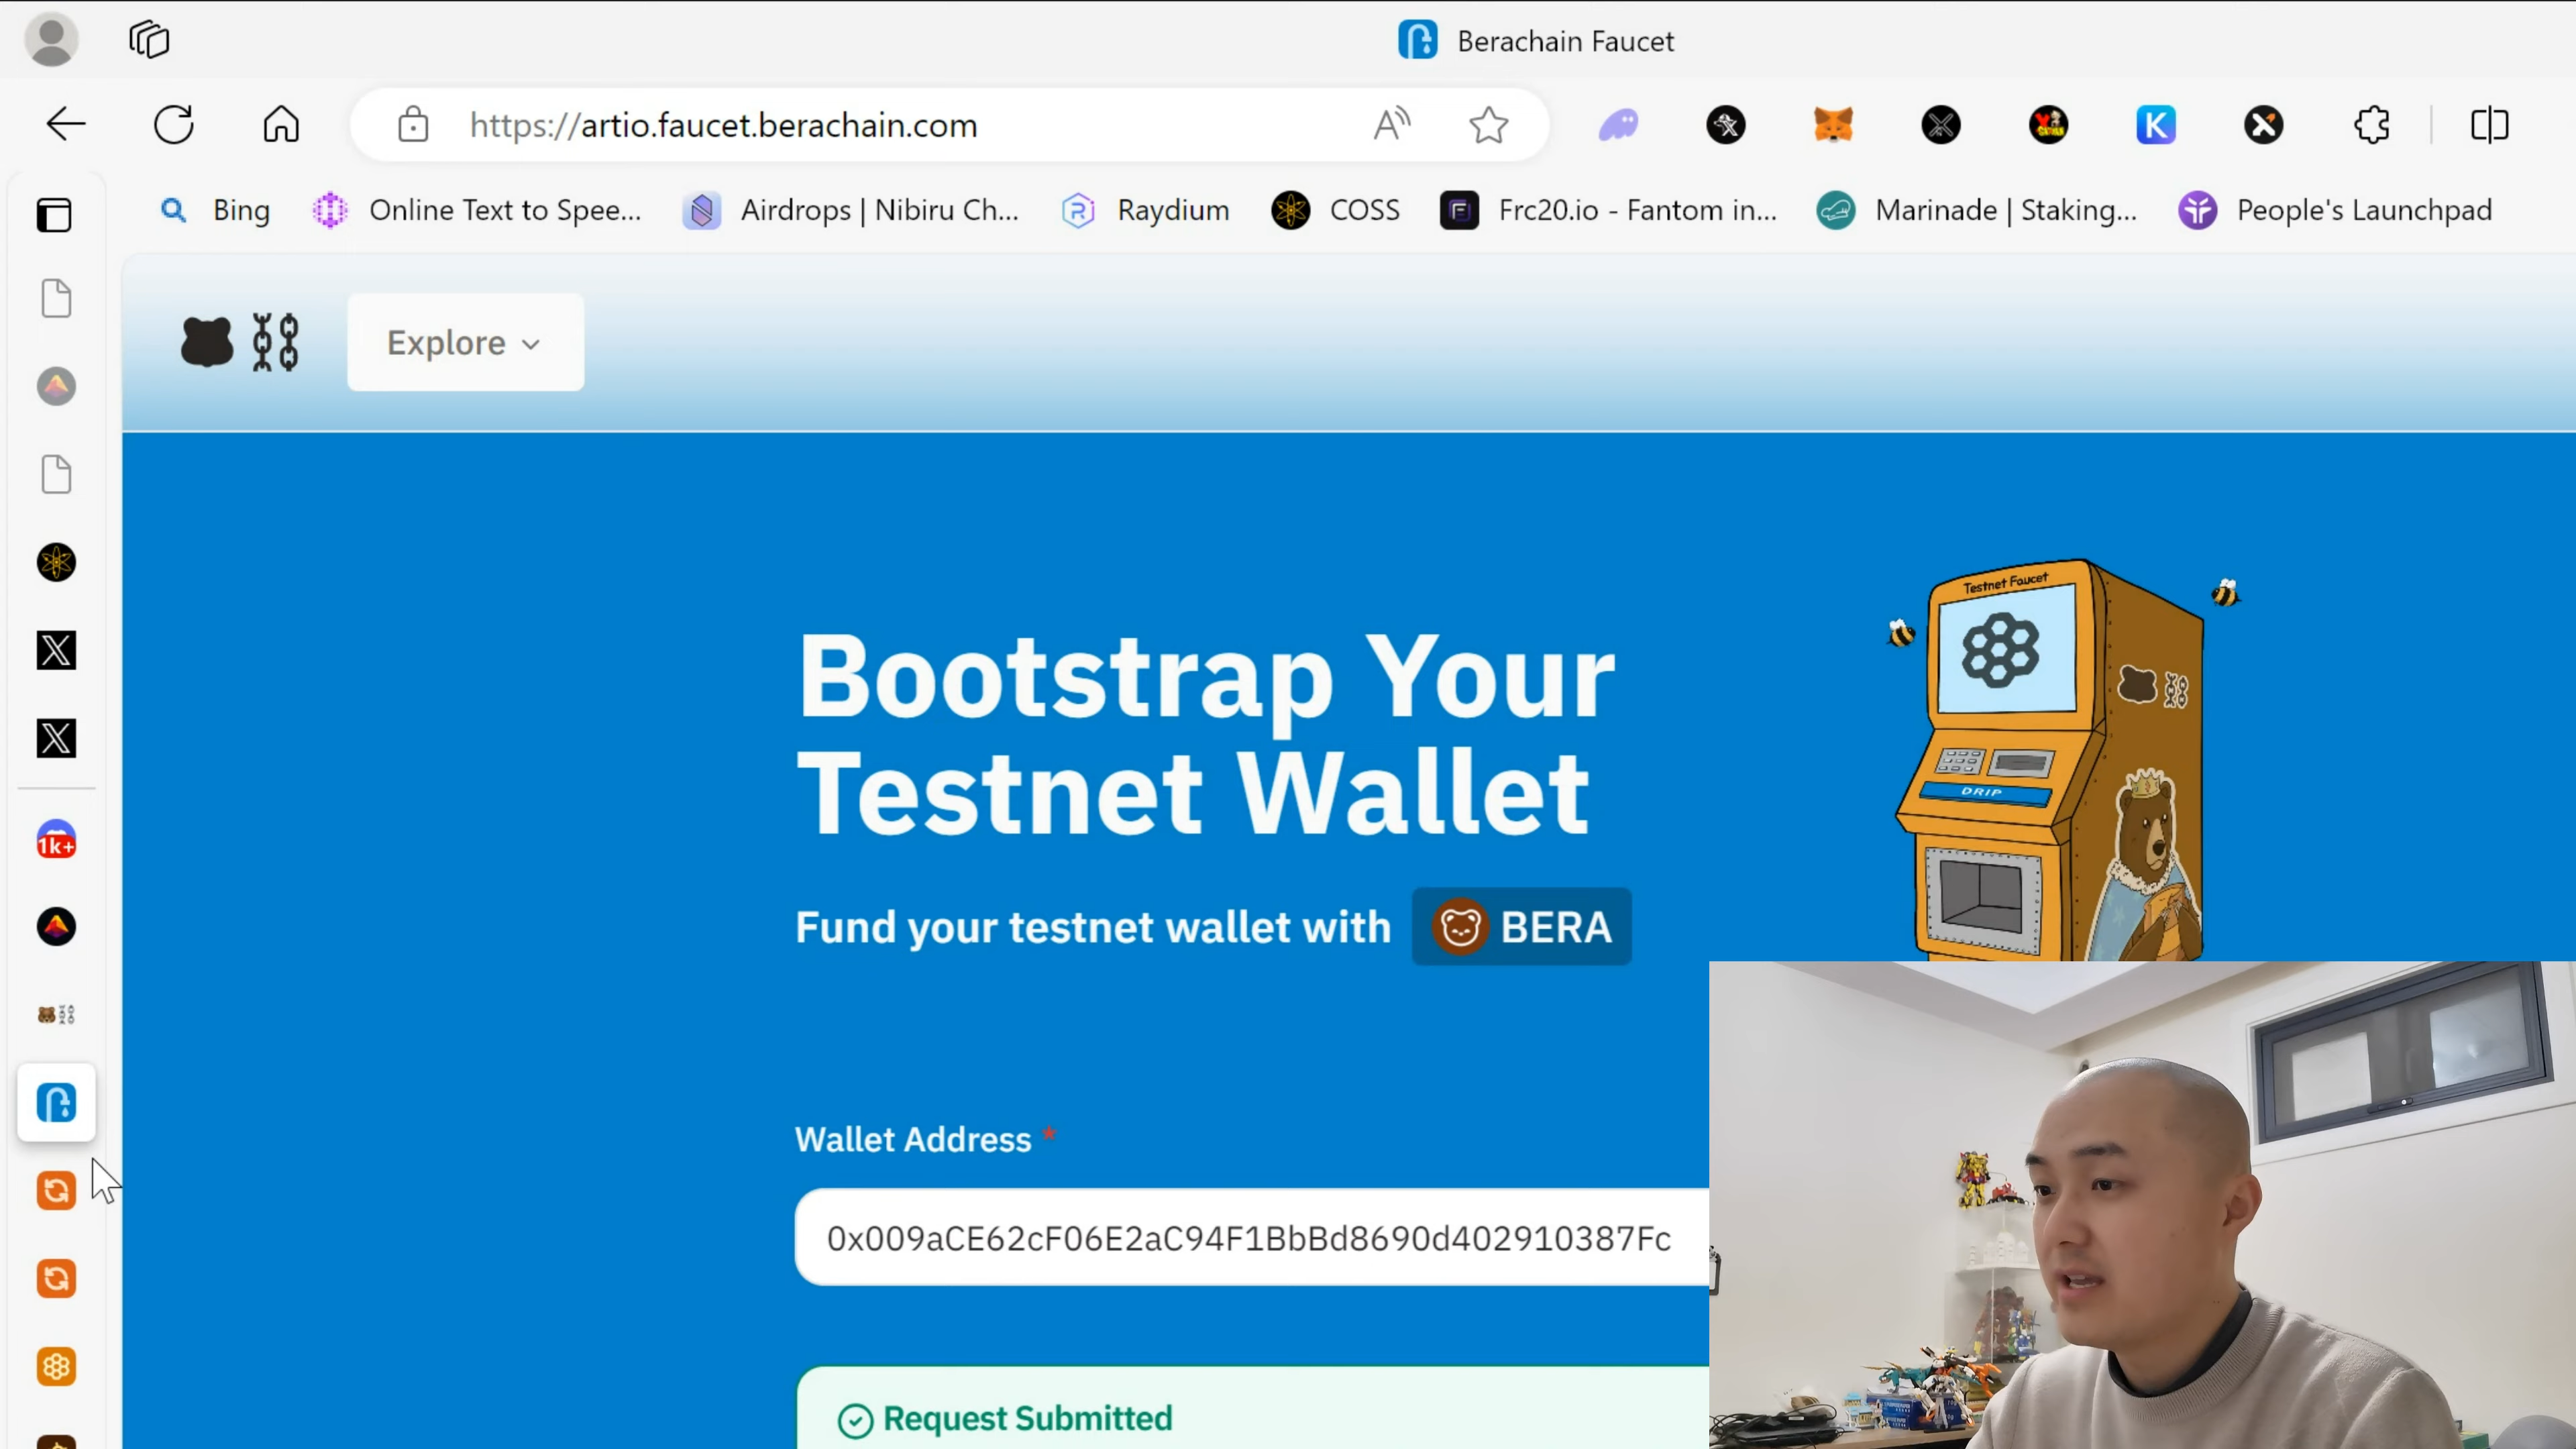 Berachain Faucet
https://artio.faucet.berachain.com
Bing
Online Text to Spee...
Airdrops | Nibiru Ch...
Raydium
COSS
Frc20.io - Fantom in...
Marinade | Staking...
People's Launchpad
Explore
Testnet Faucet
Bootstrap Your
Testnet Wallet
DRIP
1k+
Fund your testnet wallet with BERA
Wallet Address *
0x009aCE62cF06E2aC94F1BbBd8690d402910387Fc
Request Submitted